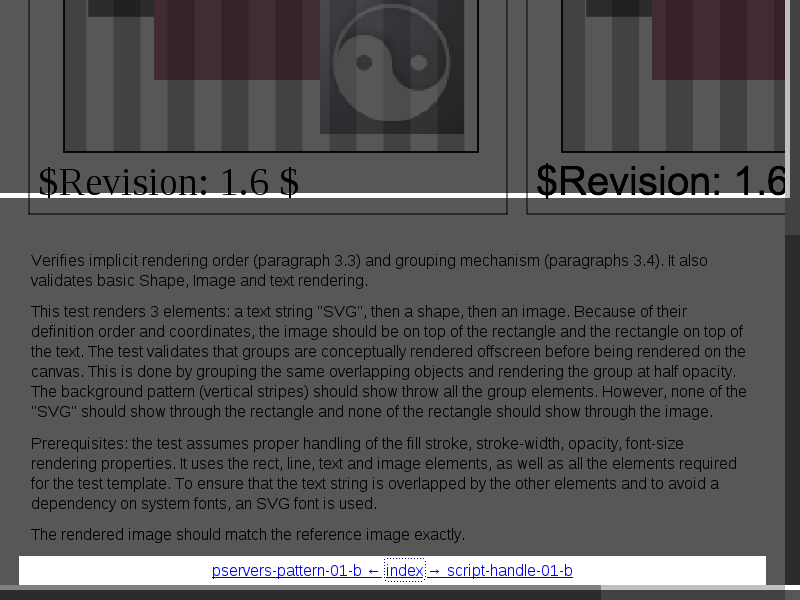 $Revision: 1.6 $
$Revision: 1.6
Verifies implicit rendering order (paragraph 3.3) and grouping mechanism (paragraphs 3.4). It also
validates basic Shape, Image and text rendering.
This test renders 3 elements: a text string "SVG", then a shape, then an image. Because of their
definition order and coordinates, the image should be on top of the rectangle and the rectangle on top of
the text. The test validates that groups are conceptually rendered offscreen before being rendered on the
canvas. This is done by grouping the same overlapping objects and rendering the group at half opacity.
The background pattern (vertical stripes) should show throw all the group elements. However, none of the
"SVG" should show through the rectangle and none of the rectangle should show through the image.
Prerequisites: the test assumes proper handling of the fill stroke, stroke-width, opacity, font-size
rendering properties. It uses the rect, line, text and image elements, as well as all the elements required
for the test template. To ensure that the text string is overlapped by the other elements and to avoid a
dependency on system fonts, an SVG font is used.
The rendered image should match the reference image exactly.
pservers-pattern-01-b ← index → script-handle-01-b